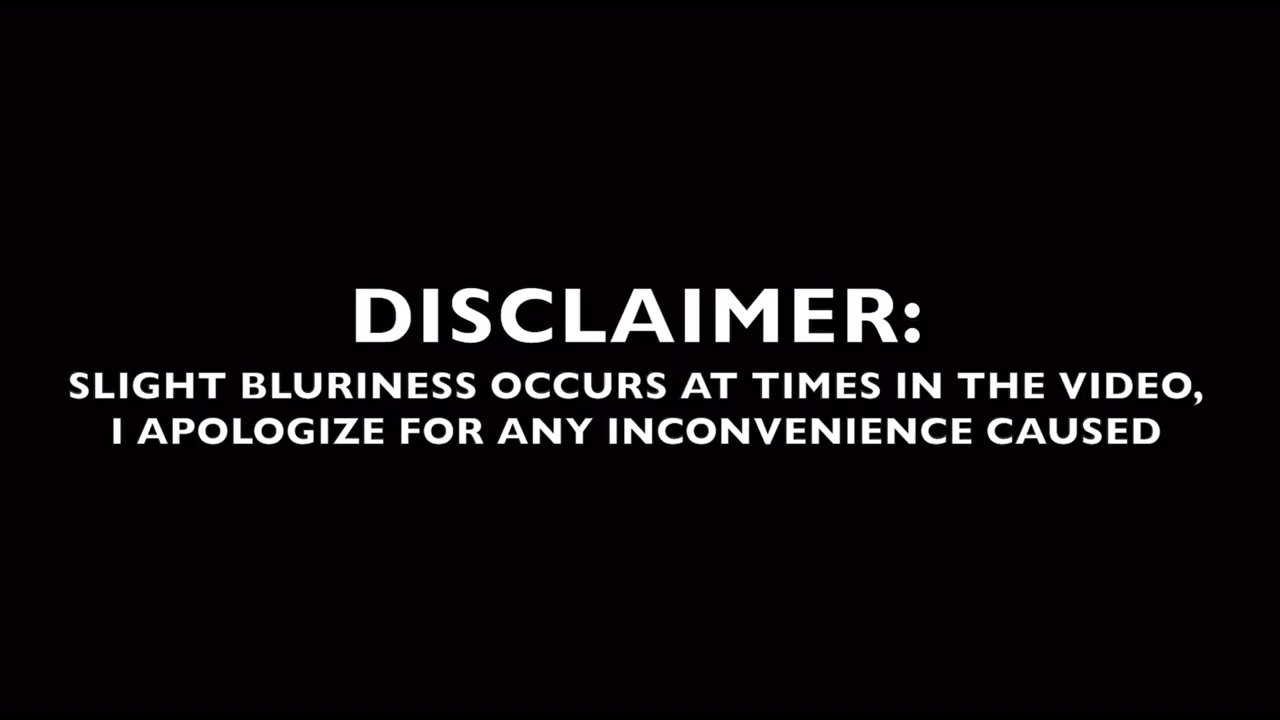 DISCLAIMER:
SLIGHT BLURINESS OCCURS AT TIMES IN THE VIDEO,
I APOLOGIZE FOR ANY INCONVENIENCE CAUSED